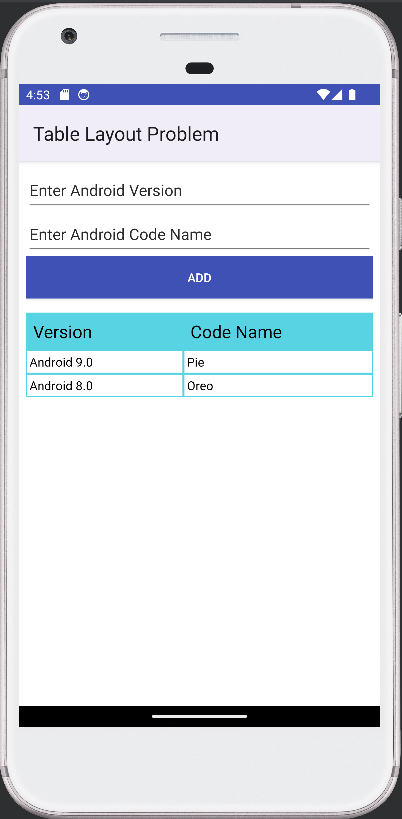 4:53
Table Layout Problem
Enter Android Version
Enter Android Code Name
ADD
Version Code Name
Android 9.0 Pie
Android 8.0 Oreo